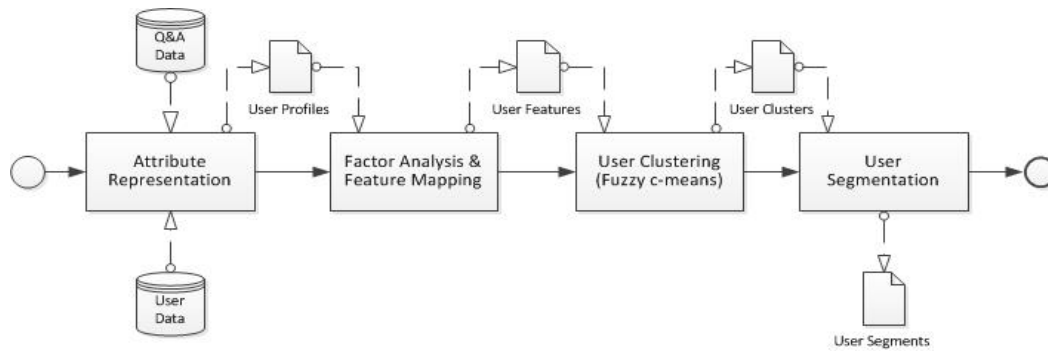 Q&A
Data
User Profiles
User Features
User Clusters
Attribute
Representation
Factor Analysis &
Feature Mapping
User Clustering
(Fuzzy c-means)
User
Segmentation
User
Data
User Segments